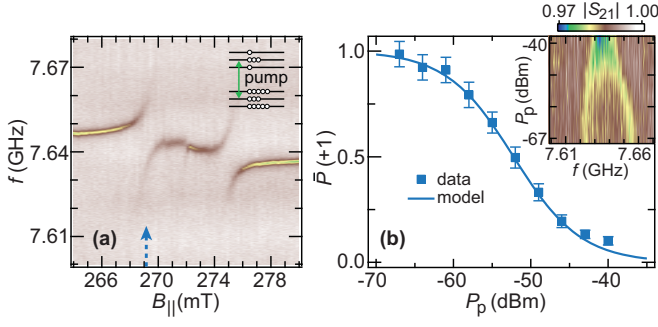 7.67
7.64
7.61
f (GHz)
pump
(a)
266 270 274 278
B||(mT)
0.97 |S21| 1.00
-40
-67
Pp (dBm)
7.61 7.66
f (GHz)
1.0
0.5
0.0
P̄ (+1)
data
model
(b)
-70 -60 -50 -40
Pp (dBm)